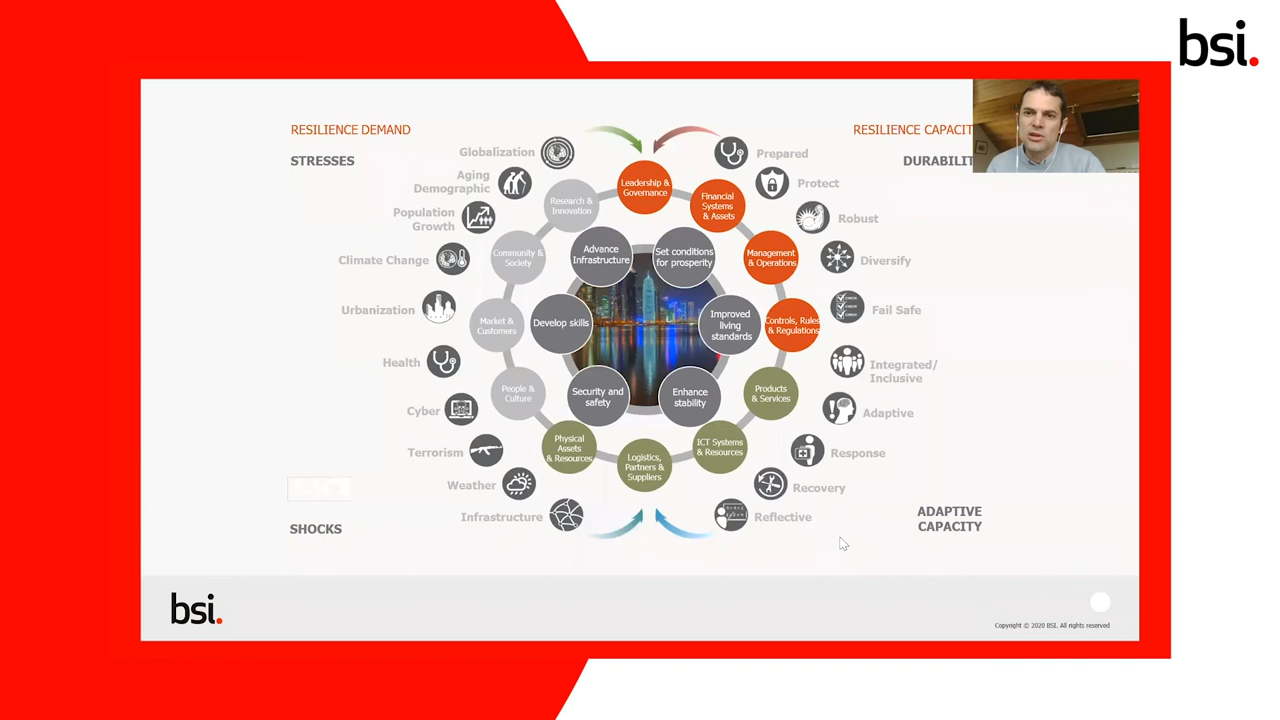 bsi.
RESILIENCE DEMAND
STRESSES
Globalization
Aging
Demographic
Population
Growth
Climate Change
Urbanization
Health
Cyber
Terrorism
Weather
Infrastructure
SHOCKS
Leadership &
Governance
Financial
Systems
& Assets
Management
& Operations
Controls, Rules
& Regulations
Products
& Services
ICT Systems
& Resources
Logistics,
Partners &
Suppliers
Physical
Assets
& Resources
People &
Culture
Market &
Customers
Community &
Society
Research &
Innovation
Advance
Infrastructure
Set conditions
for prosperity
Improved
living
standards
Enhance
stability
Security and
safety
Develop skills
RESILIENCE CAPACIT
DURABILIT
Prepared
Protect
Robust
Diversify
Fail Safe
Integrated/
Inclusive
Adaptive
Response
Recovery
Reflective
ADAPTIVE
CAPACITY
bsi.
Copyright © 2020 BSI. All rights reserved